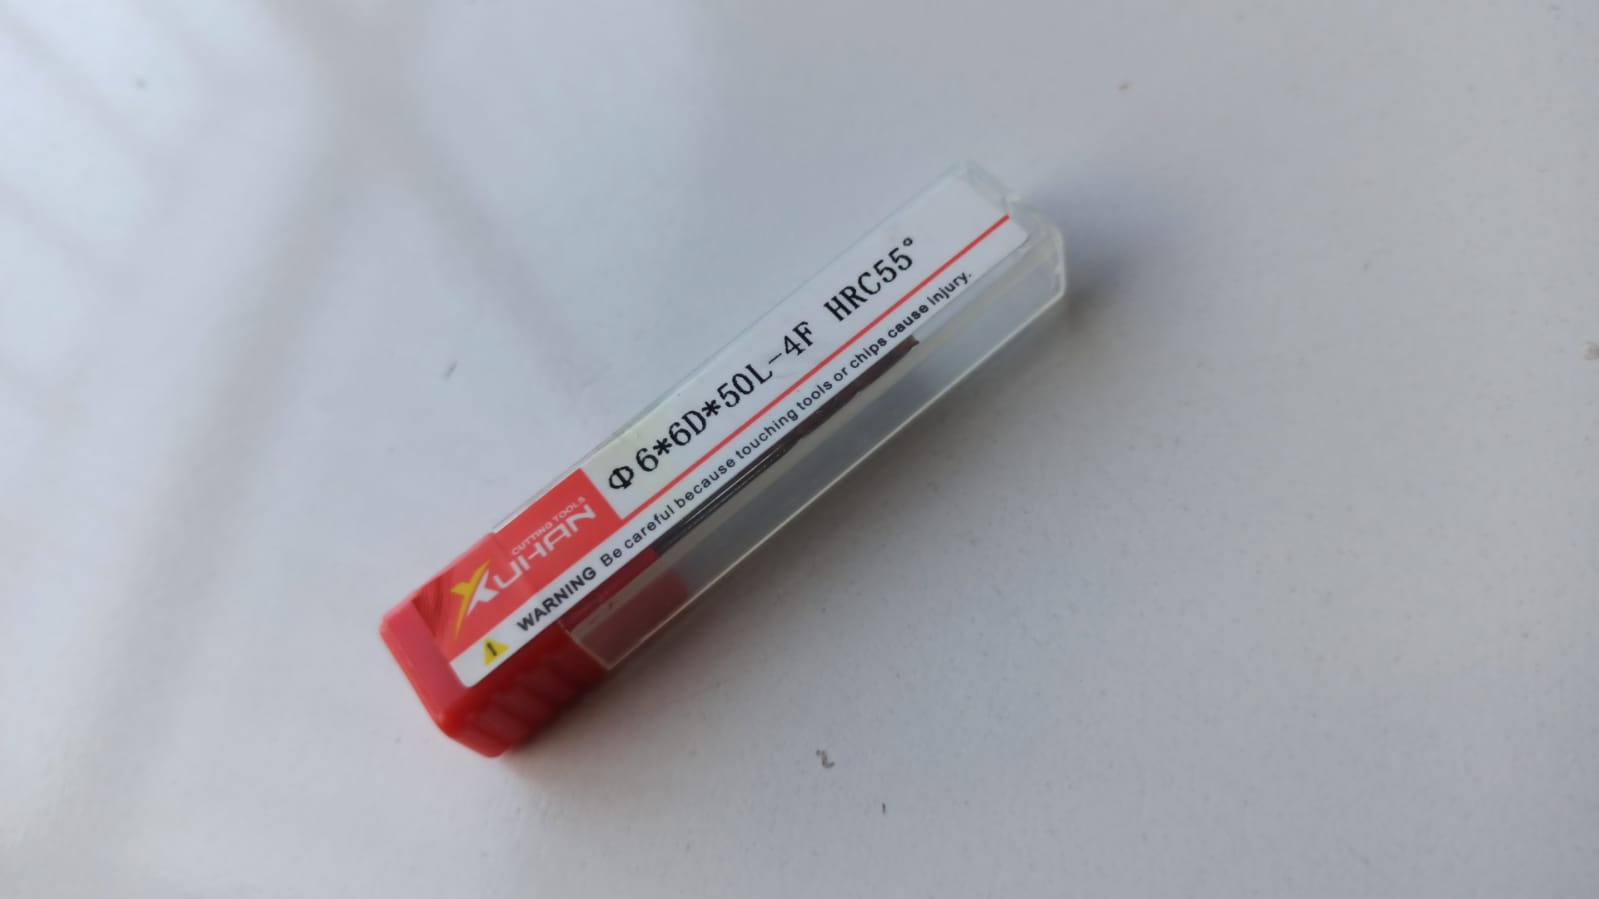 CUTTING TOOLS
XUHAN
Φ6*6D*50L-4F HRC55°
WARNING Be careful because touching tools or chips cause injury.